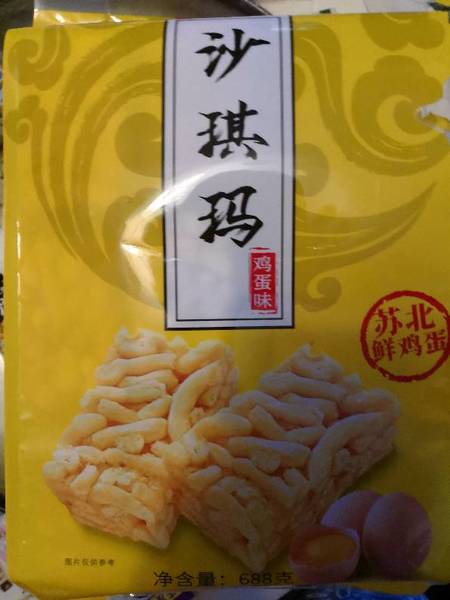 沙琪玛
鸡蛋味
苏北
鲜鸡蛋
图片仅供参考
净含量：688克